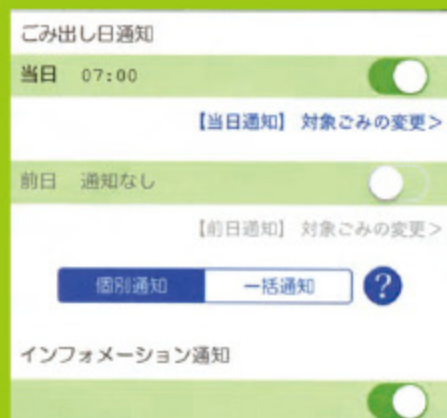 ごみ出し日通知
当日 07:00
【当日通知】 対象ごみの変更>
前日 通知なし
【前日通知】 対象ごみの変更>
個別通知 一括通知 ?
インフォメーション通知